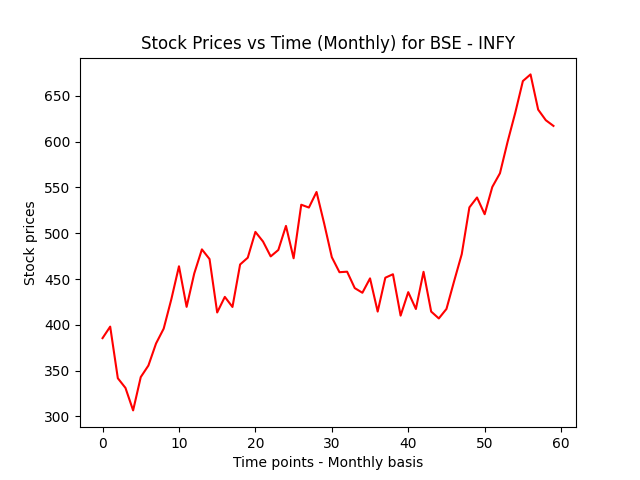 Stock Prices vs Time (Monthly) for BSE - INFY
650
600
550
500
450
400
350
300
Stock prices
0 10 20 30 40 50 60
Time points - Monthly basis